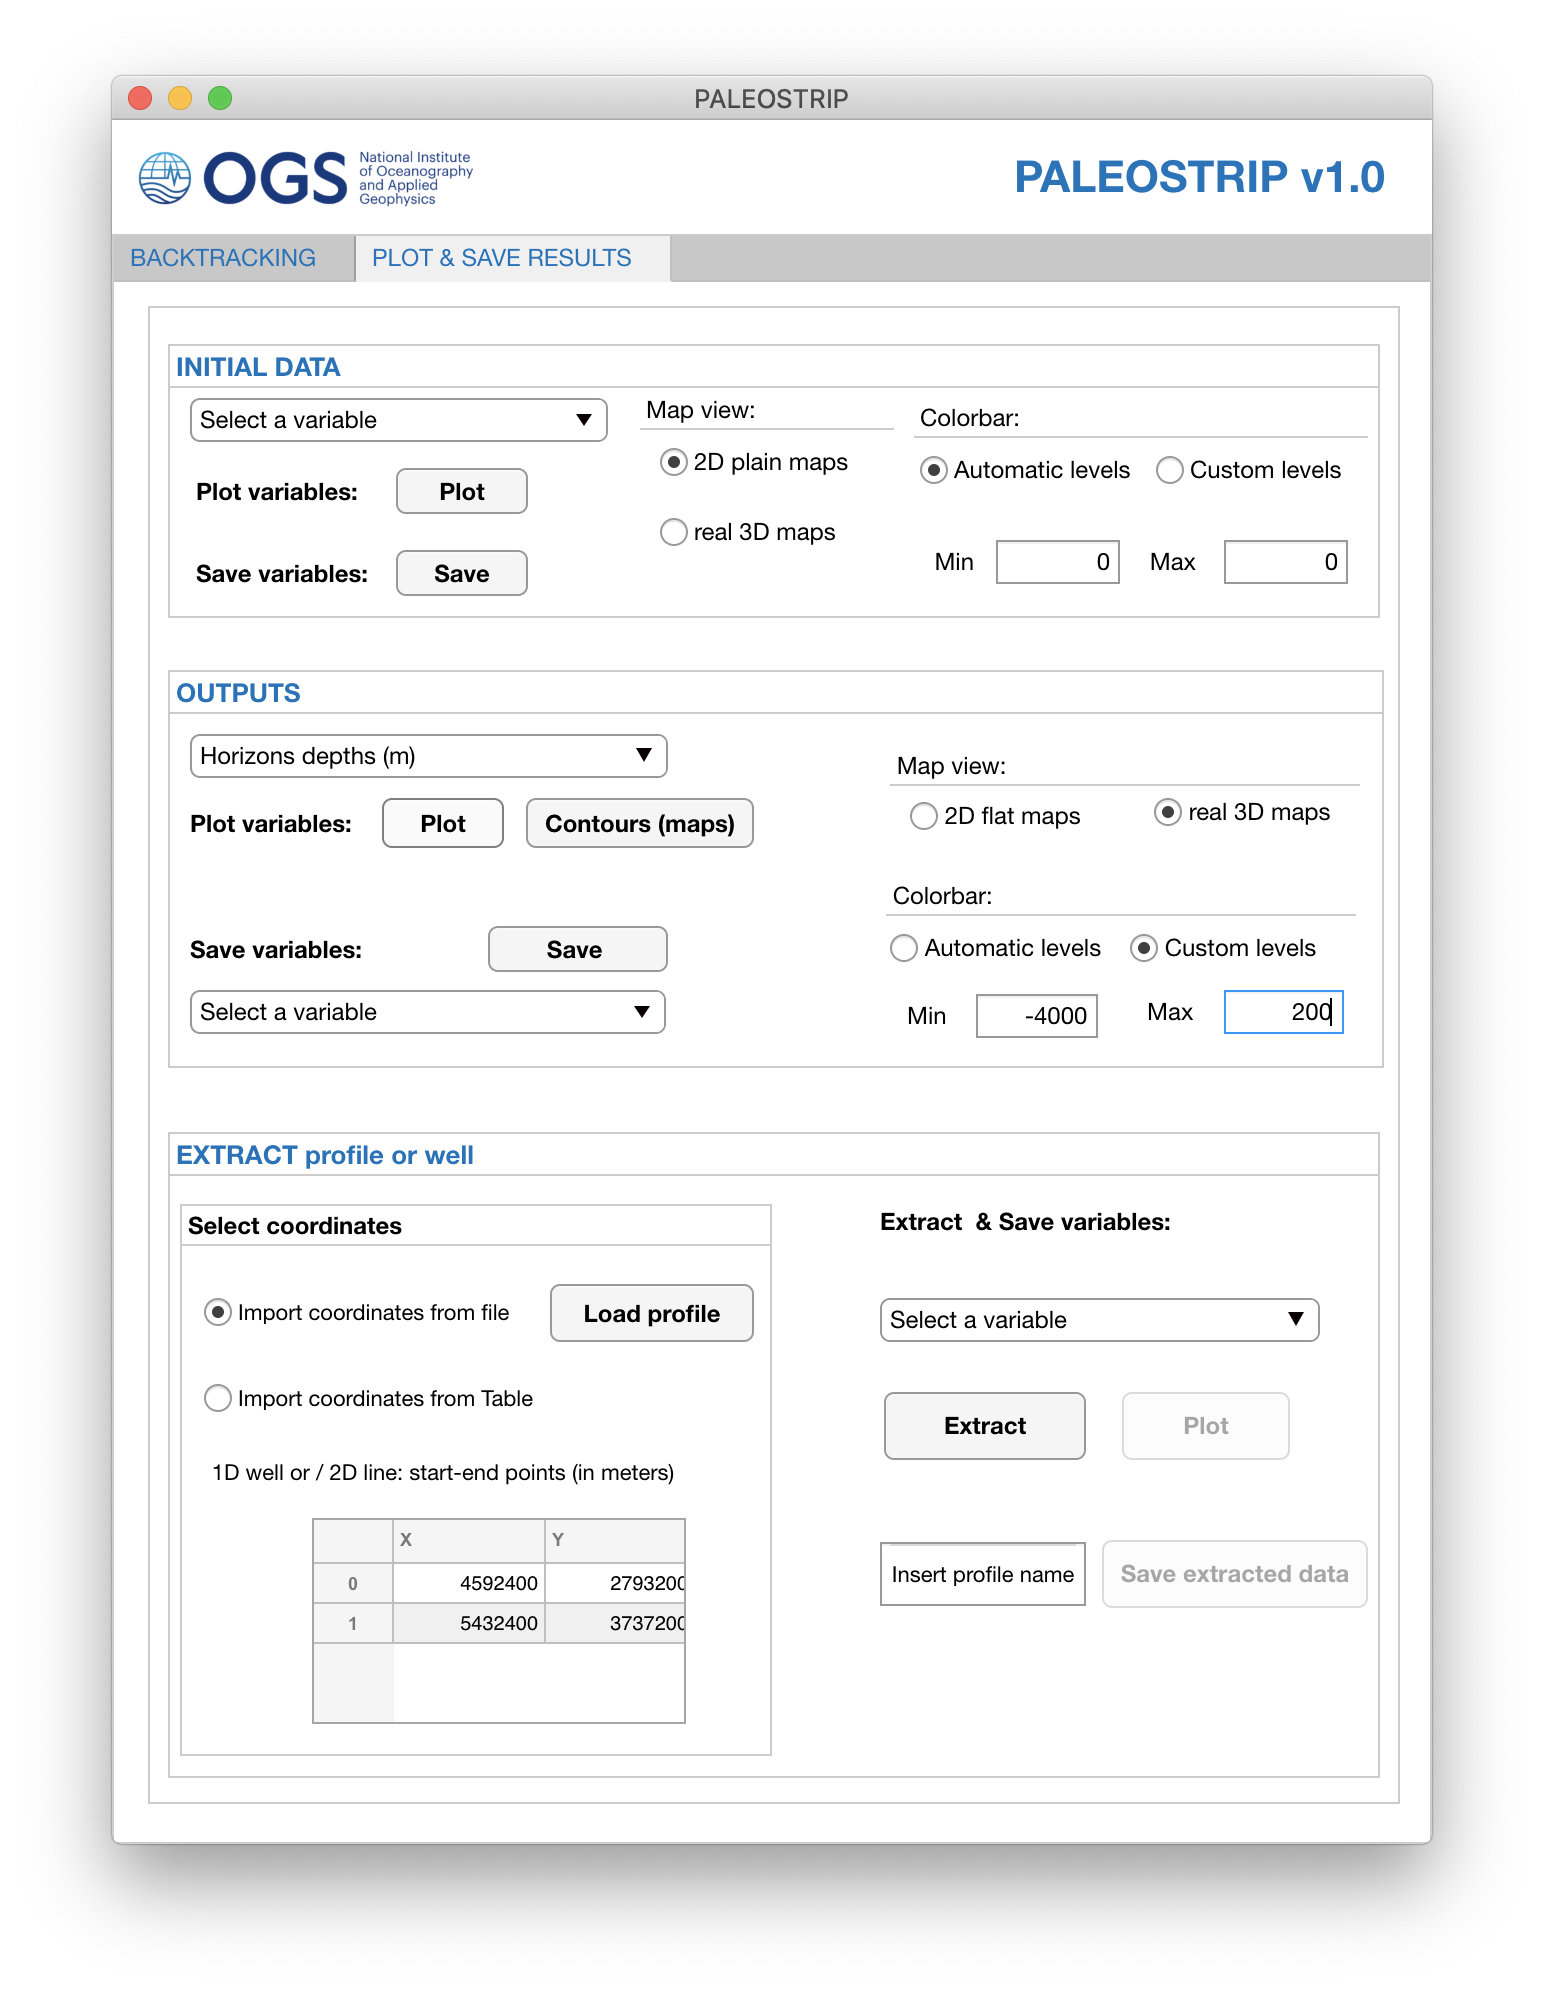 PALEOSTRIP
OGS
National Institute
of Oceanography
and Applied
Geophysics
PALEOSTRIP v1.0
BACKTRACKING
PLOT & SAVE RESULTS
INITIAL DATA
Select a variable
Map view:
Colorbar:
2D plain maps
Automatic levels
Custom levels
Plot variables:
Plot
real 3D maps
Min
0
Max
0
Save variables:
Save
OUTPUTS
Horizons depths (m)
Map view:
Plot variables:
Plot
Contours (maps)
2D flat maps
real 3D maps
Colorbar:
Save variables:
Save
Automatic levels
Custom levels
Select a variable
Min
-4000
Max
200
EXTRACT profile or well
Select coordinates
Extract & Save variables:
Import coordinates from file
Load profile
Select a variable
Import coordinates from Table
Extract
Plot
1D well or / 2D line: start-end points (in meters)
X Y
0 4592400 2793200
1 5432400 3737200
Insert profile name
Save extracted data